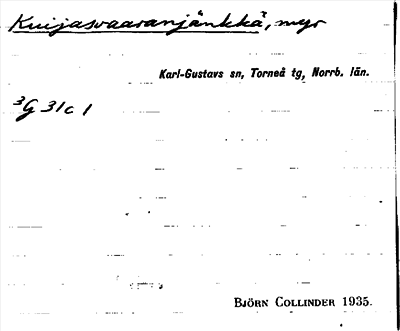 Kuijasvaaranjänkkä, myr
Karl-Gustavs sn, Torneå tg, Norrb. län.
3G 31c 1
BJÖRN COLLINDER 1935.